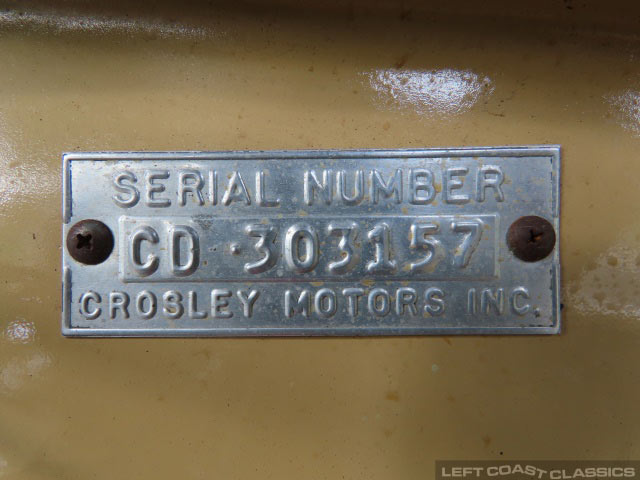 SERIAL NUMBER
CD·303157
CROSLEY MOTORS INC.
LEFT COAST CLASSICS